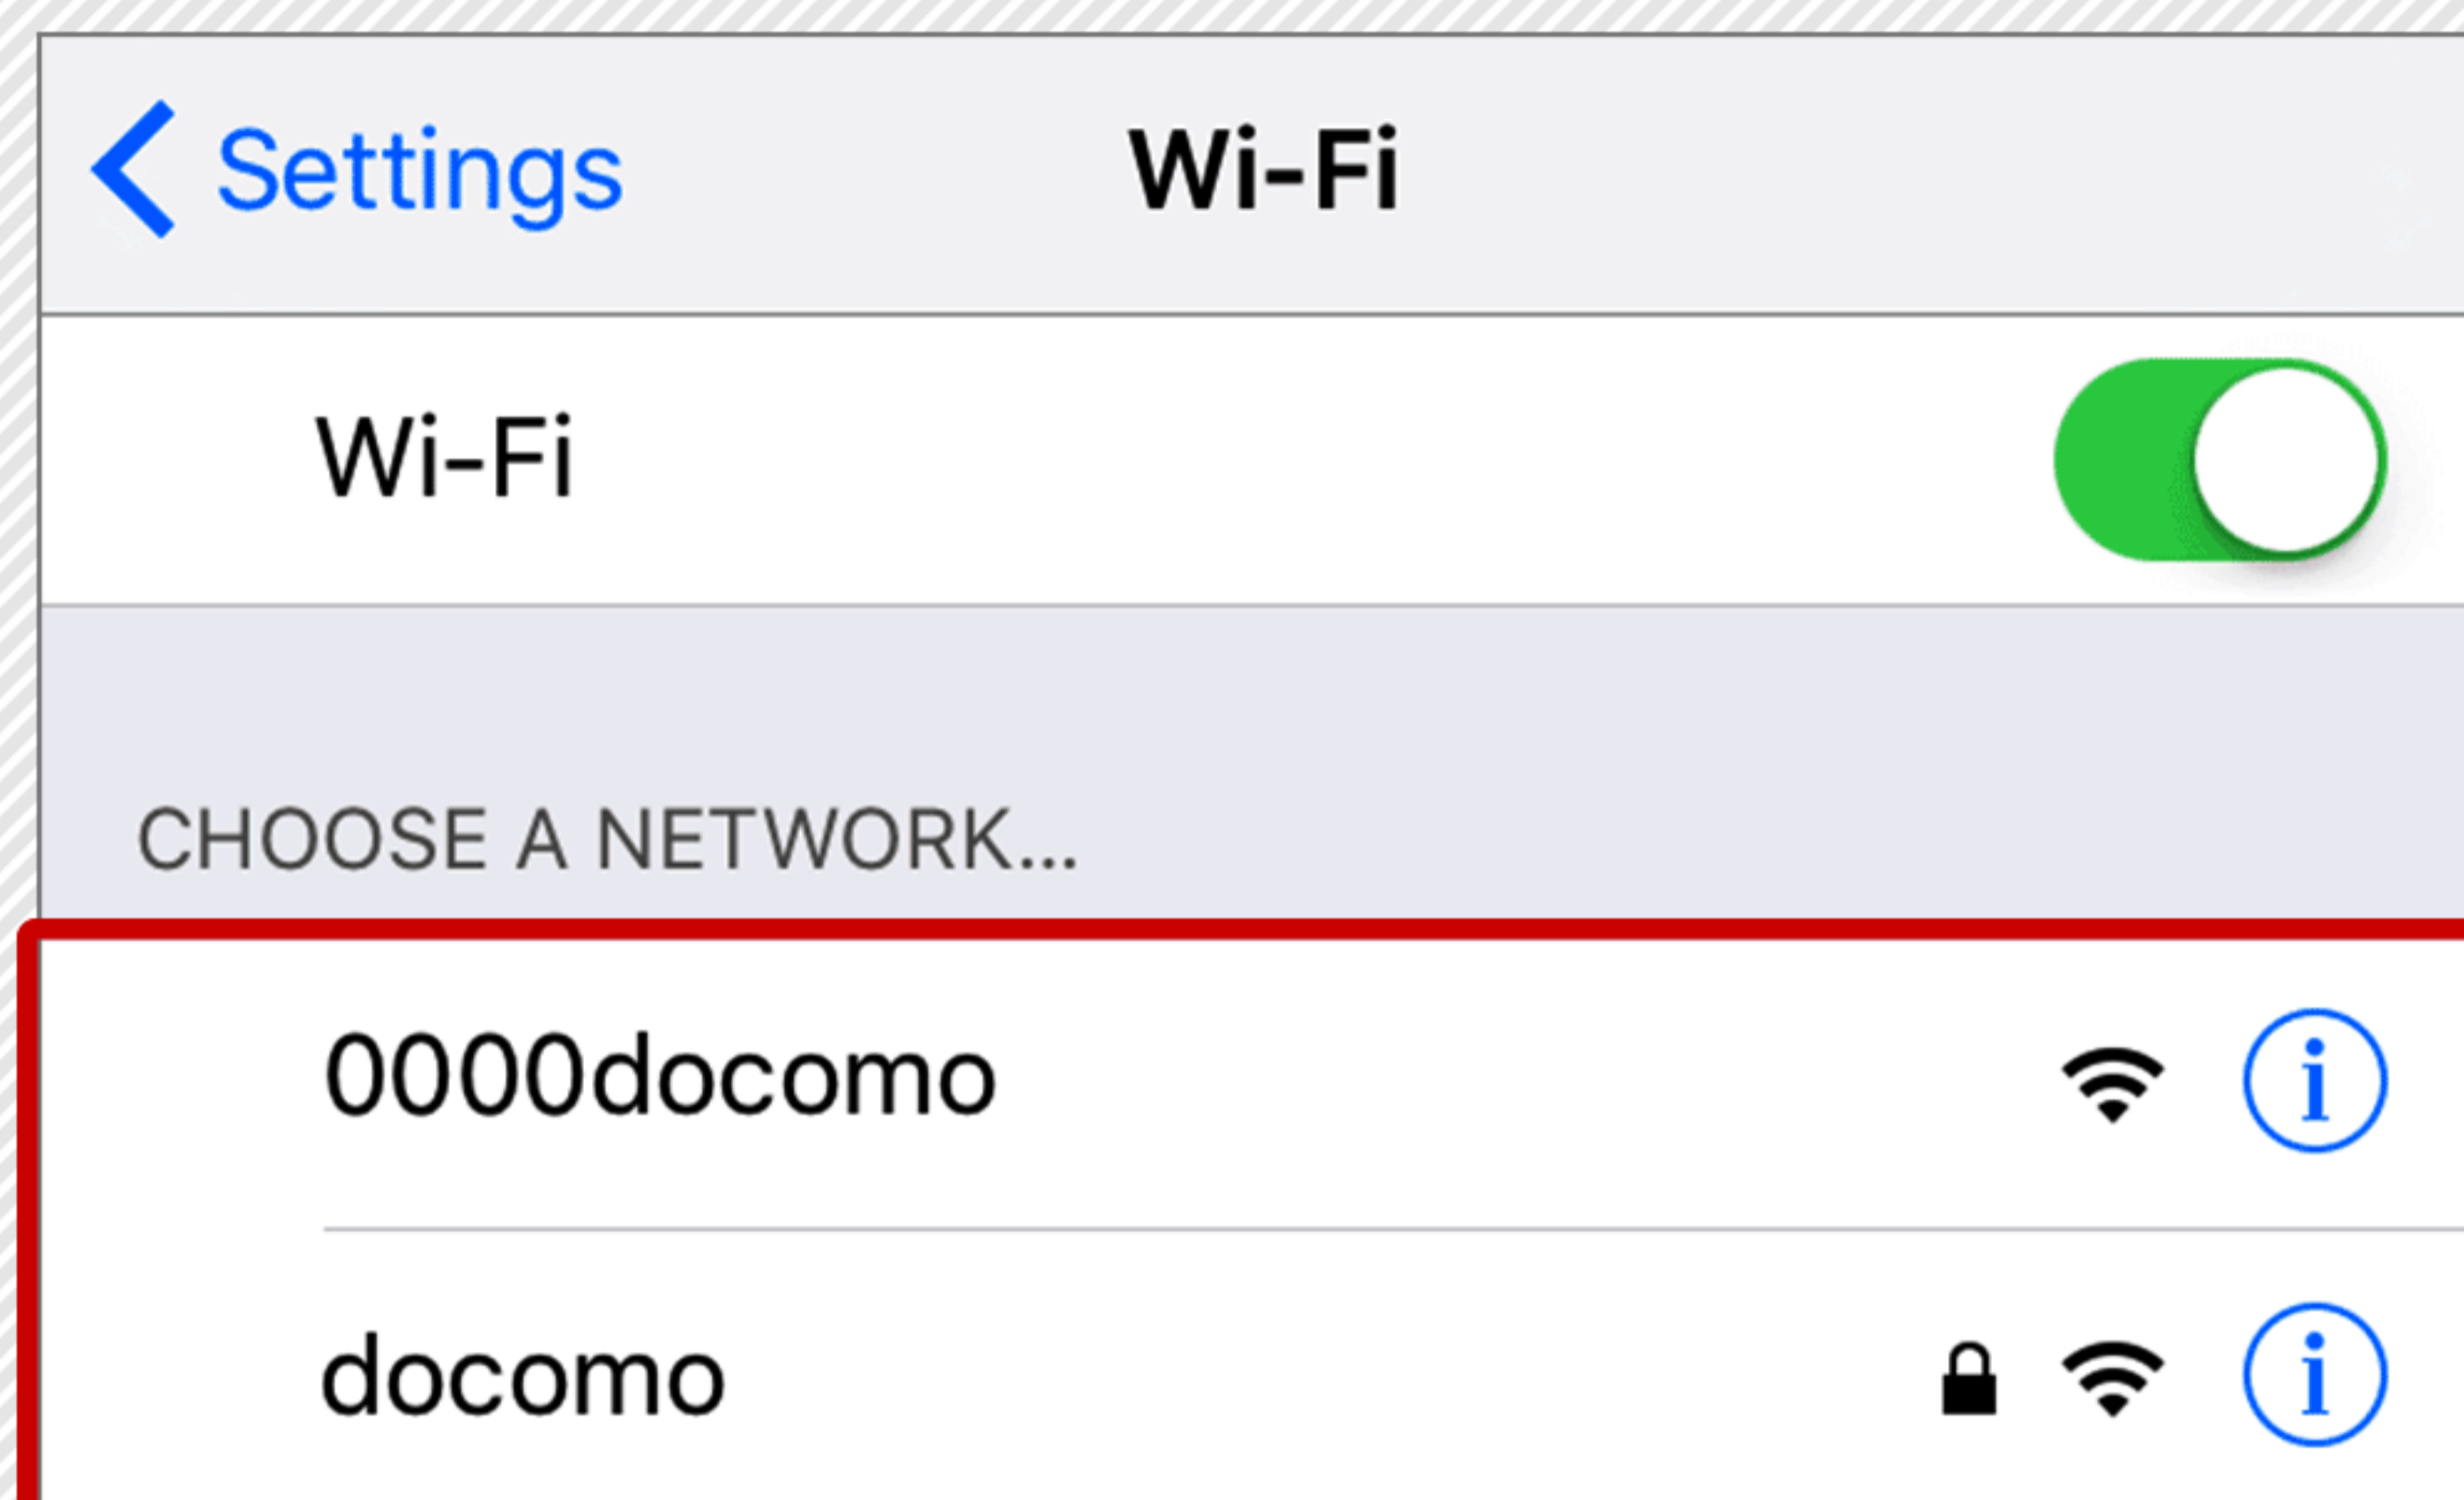 Settings
Wi-Fi
Wi-Fi
CHOOSE A NETWORK...
0000docomo
docomo